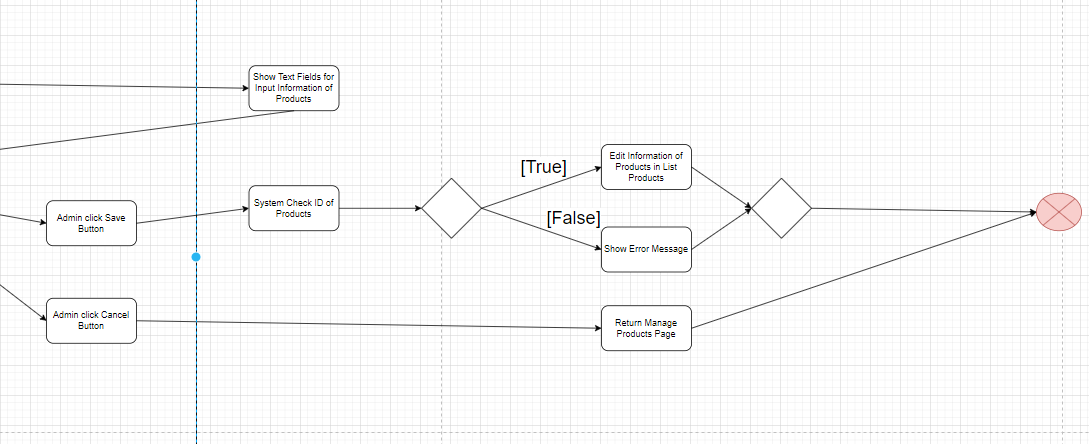 Show Text Fields for
Input Information of
Products
[True]
Edit Information of
Products in List
Products
System Check ID of
Products
Admin click Save
Button
[False]
Show Error Message
Admin click Cancel
Button
Return Manage
Products Page